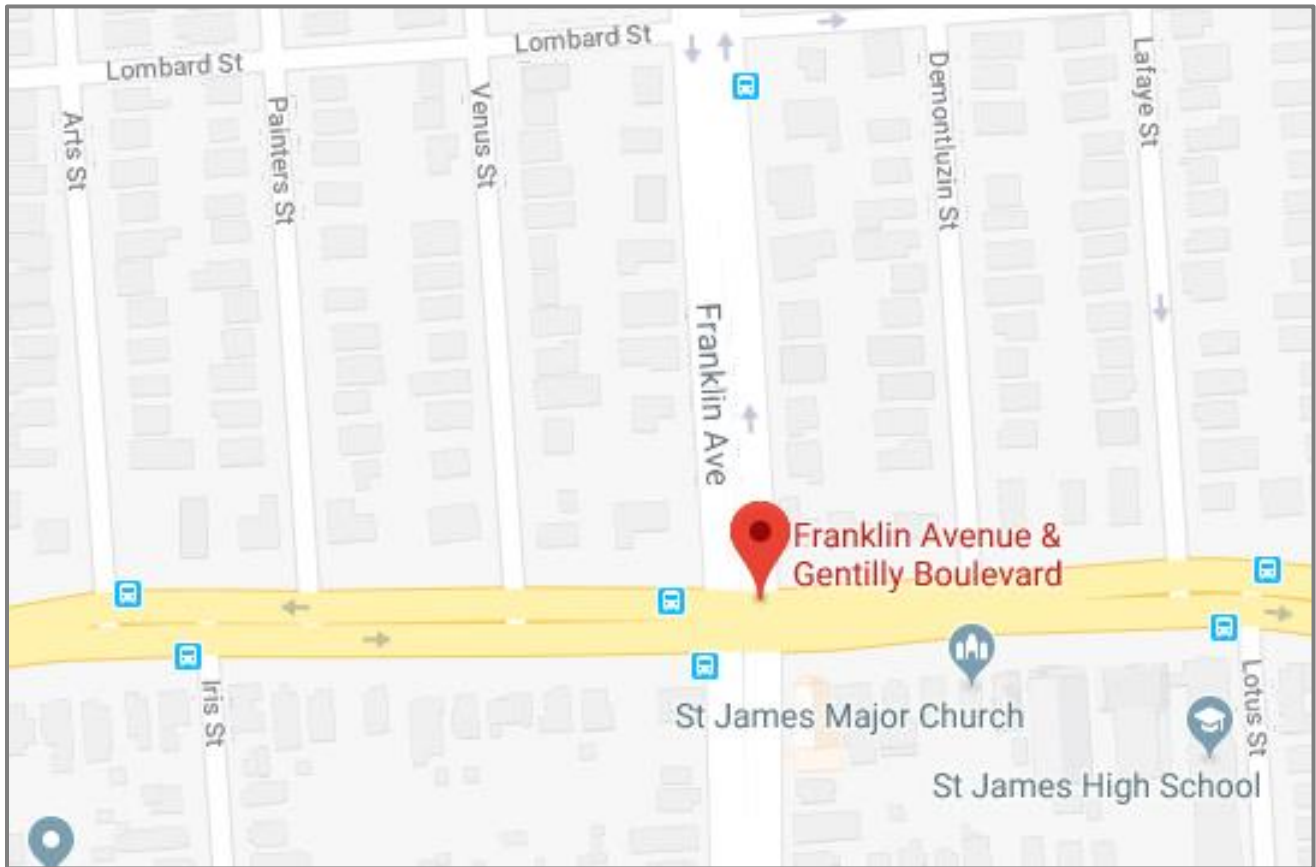 Lombard St
Lombard St
Arts St
Painters St
Venus St
Demontluzin St
Lafaye St
Franklin Ave
Franklin Avenue &
Gentilly Boulevard
Iris St
St James Major Church
Lotus St
St James High School